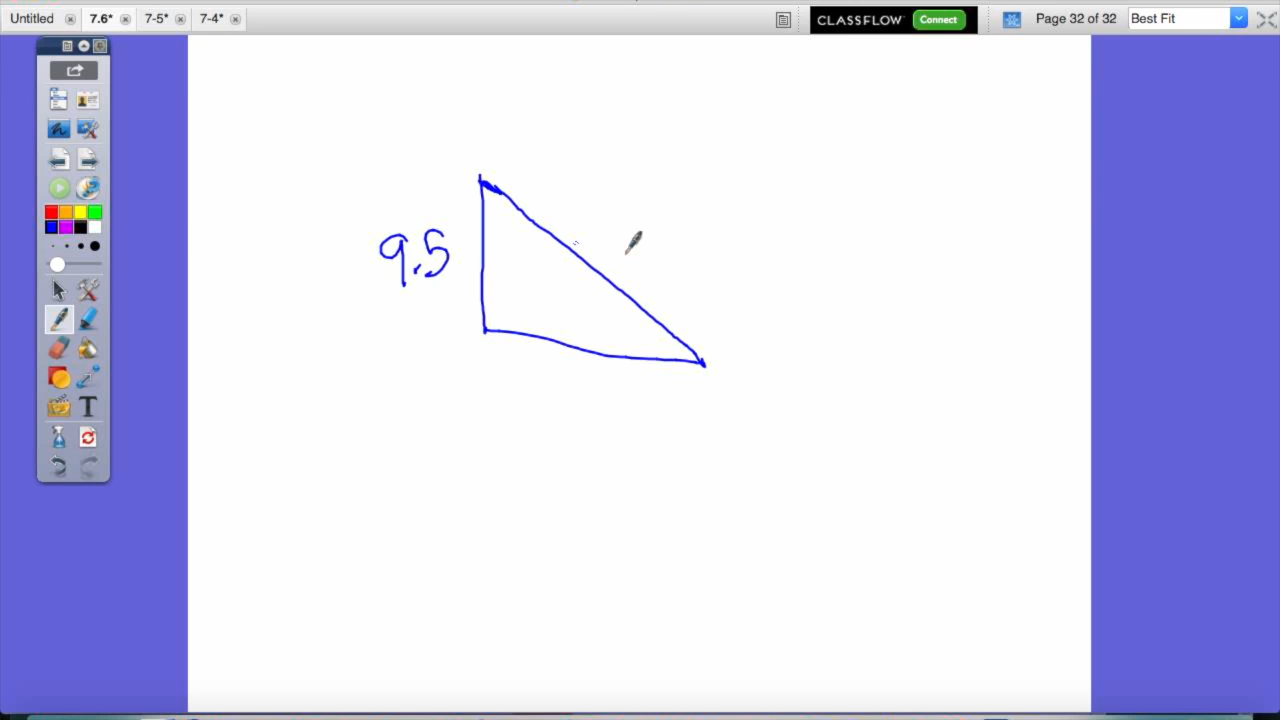 Untitled
7.6*
7-5*
7-4*
CLASSFLOW
Connect
Page 32 of 32
Best Fit
9.5
T